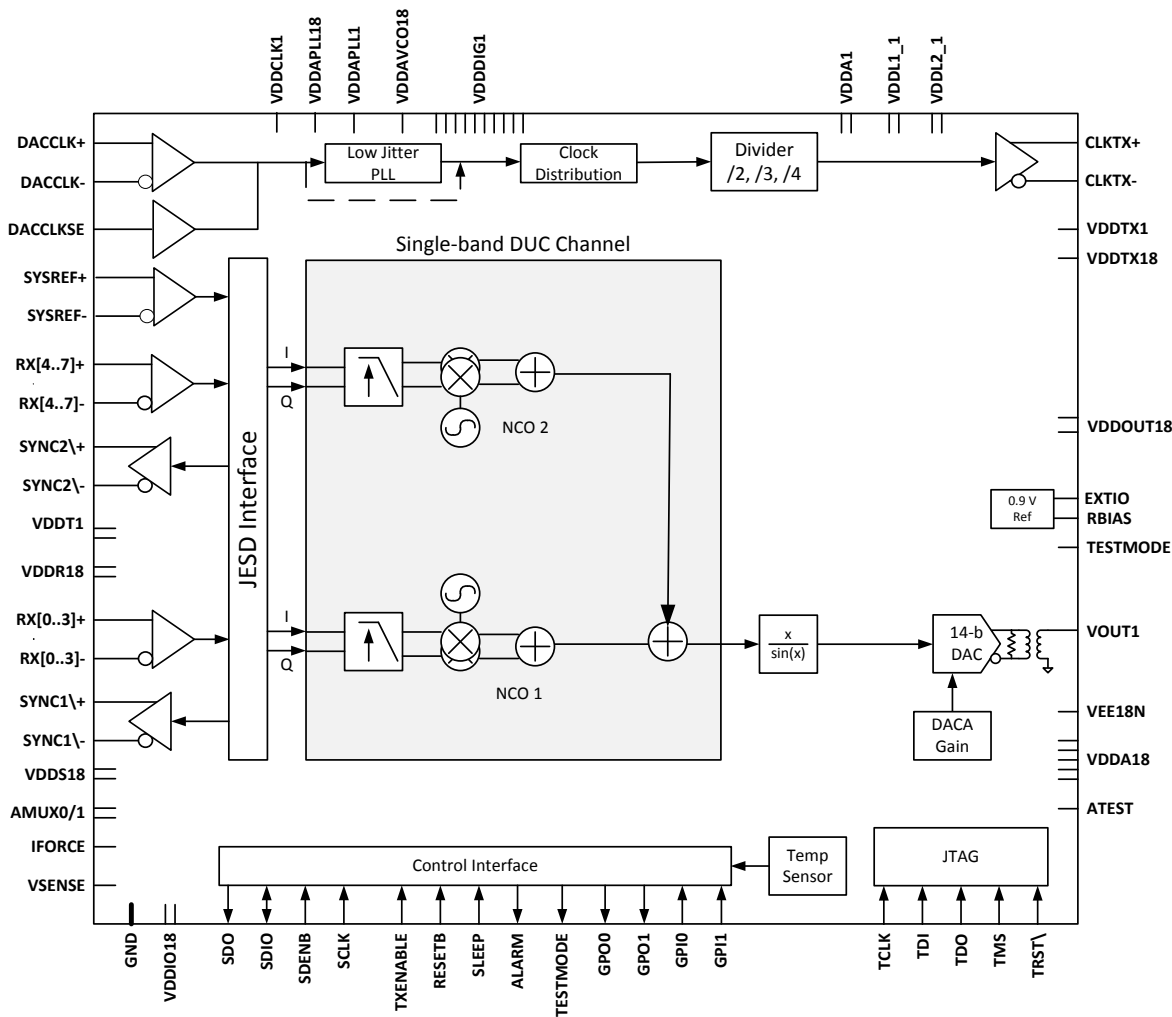 VDDCLK1
VDDAPLL18
VDDAPLL1
VDDAVCO18
VDDDIG1
VDDA1
VDDL1_1
VDDL2_1
DACCLK+
DACCLK-
DACCLKSE
SYSREF+
SYSREF-
RX[4..7]+
RX[4..7]-
SYNC2\+
SYNC2\-
VDDT1
VDDR18
RX[0..3]+
RX[0..3]-
SYNC1\+
SYNC1\-
VDDS18
AMUX0/1
IFORCE
VSENSE
Low Jitter
PLL
Clock
Distribution
Divider
/2, /3, /4
Single-band DUC Channel
JESD Interface
I
Q
NCO 2
I
Q
NCO 1
x
sin(x)
14-b
DAC
DACA
Gain
0.9 V
Ref
CLKTX+
CLKTX-
VDDTX1
VDDTX18
VDDOUT18
EXTIO
RBIAS
TESTMODE
VOUT1
VEE18N
VDDA18
ATEST
Control Interface
Temp
Sensor
JTAG
GND
VDDIO18
SDO
SDIO
SDENB
SCLK
TXENABLE
RESETB
SLEEP
ALARM
TESTMODE
GPO0
GPO1
GPI0
GPI1
TCLK
TDI
TDO
TMS
TRST\